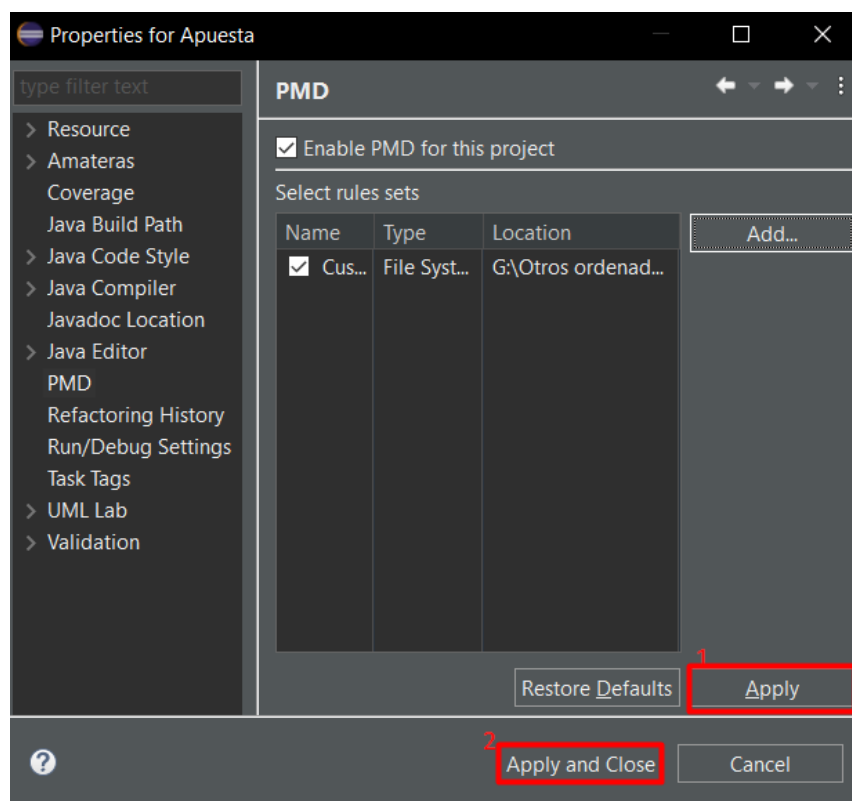 Properties for Apuesta
type filter text
Resource
Amateras
Coverage
Java Build Path
Java Code Style
Java Compiler
Javadoc Location
Java Editor
PMD
Refactoring History
Run/Debug Settings
Task Tags
UML Lab
Validation
PMD
Enable PMD for this project
Select rules sets
Name Type Location
Cus... File Syst... G:\Otros ordenad...
Add...
1
Restore Defaults Apply
2
Apply and Close Cancel